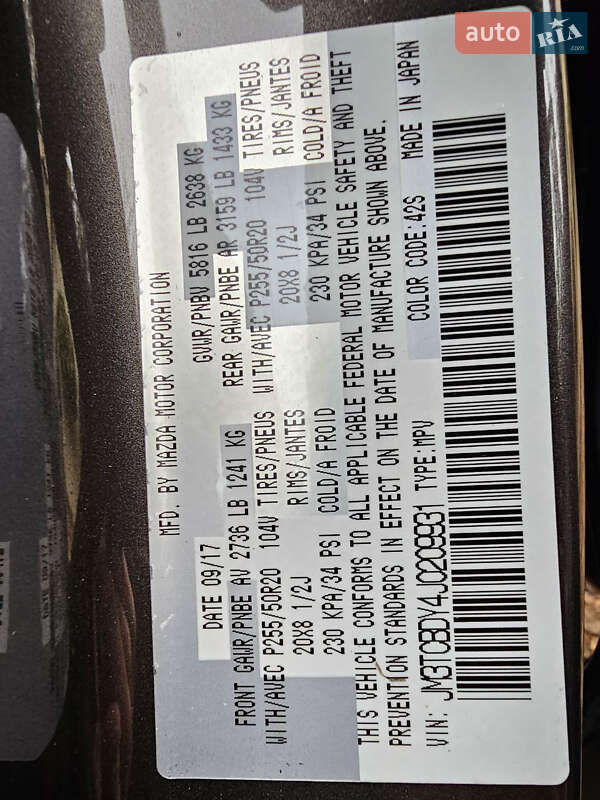 MFD. BY MAZDA MOTOR CORPORATION
DATE 09/17 GVWR/PNBV 5816 LB 2638 KG
FRONT GAWR/PNBE AV 2736 LB 1241 KG REAR GAWR/PNBE AR 3159 LB 1433 KG
WITH/AVEC P255/50R20 104V TIRES/PNEUS WITH/AVEC P255/50R20 104V TIRES/PNEUS
20X8 1/2J RIMS/JANTES 20X8 1/2J RIMS/JANTES
230 KPA/34 PSI COLD/A FROID 230 KPA/34 PSI COLD/A FROID
THIS VEHICLE CONFORMS TO ALL APPLICABLE FEDERAL MOTOR VEHICLE SAFETY AND THEFT
PREVENTION STANDARDS IN EFFECT ON THE DATE OF MANUFACTURE SHOWN ABOVE.
VIN: JM3TCBDY4J0209931 TYPE:MPV COLOR CODE:42S MADE IN JAPAN
auto RIA.com